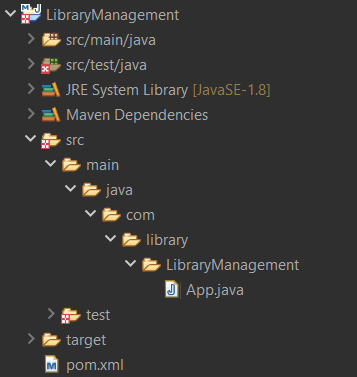 LibraryManagement
src/main/java
src/test/java
JRE System Library [JavaSE-1.8]
Maven Dependencies
src
main
java
com
library
LibraryManagement
App.java
test
target
pom.xml